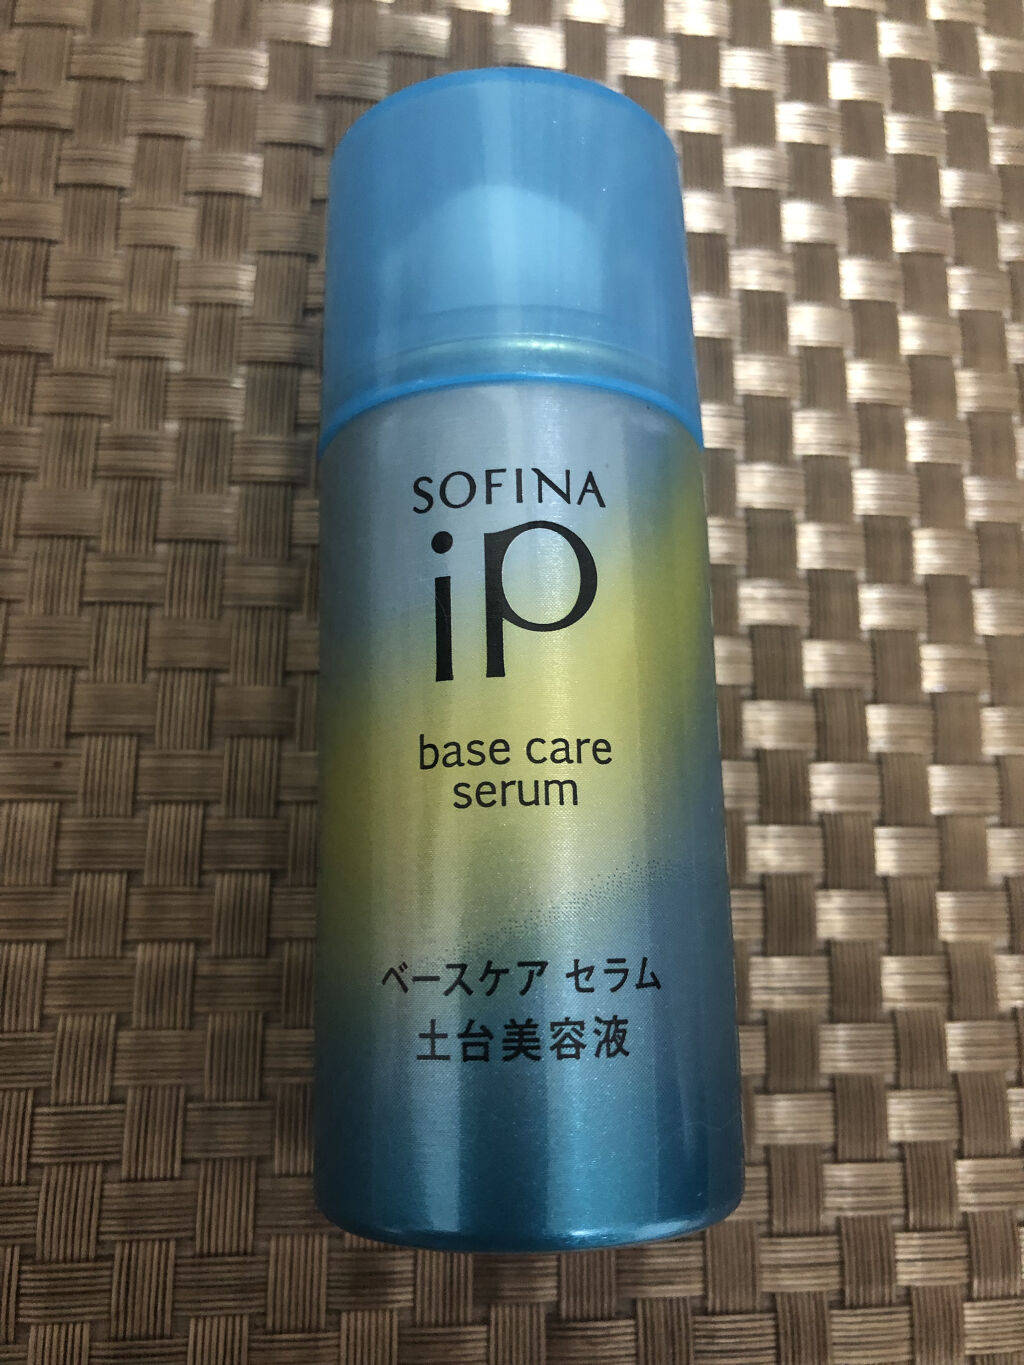 SOFINA
iP
base care
serum
ベースケア セラム
土台美容液